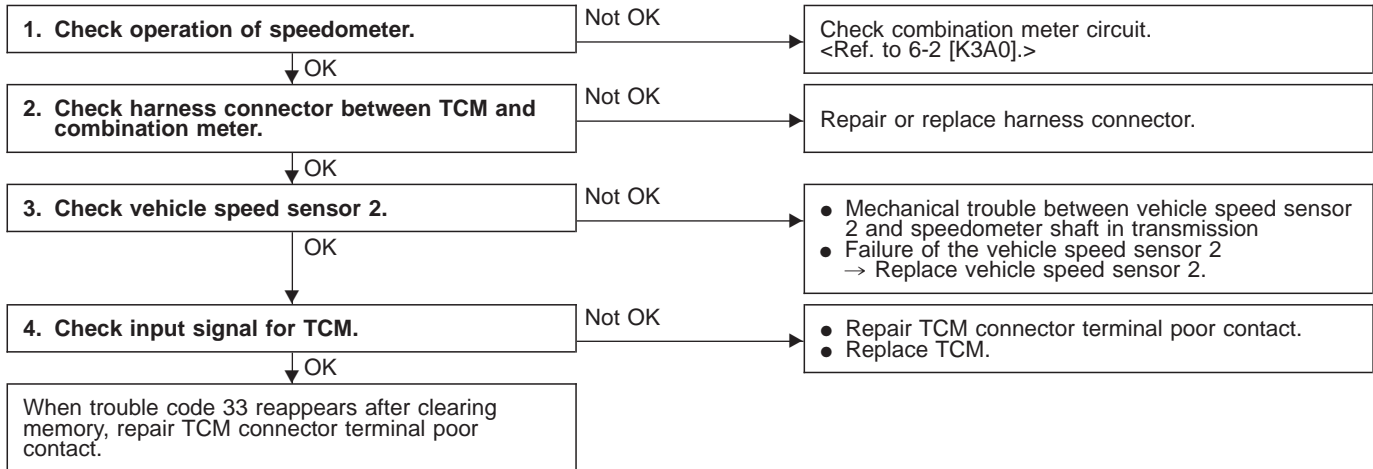 1. Check operation of speedometer.
Not OK
Check combination meter circuit.
<Ref. to 6-2 [K3A0].>
OK
2. Check harness connector between TCM and
combination meter.
Not OK
Repair or replace harness connector.
OK
3. Check vehicle speed sensor 2.
Not OK
● Mechanical trouble between vehicle speed sensor
2 and speedometer shaft in transmission
● Failure of the vehicle speed sensor 2
→ Replace vehicle speed sensor 2.
OK
4. Check input signal for TCM.
Not OK
● Repair TCM connector terminal poor contact.
● Replace TCM.
OK
When trouble code 33 reappears after clearing
memory, repair TCM connector terminal poor
contact.